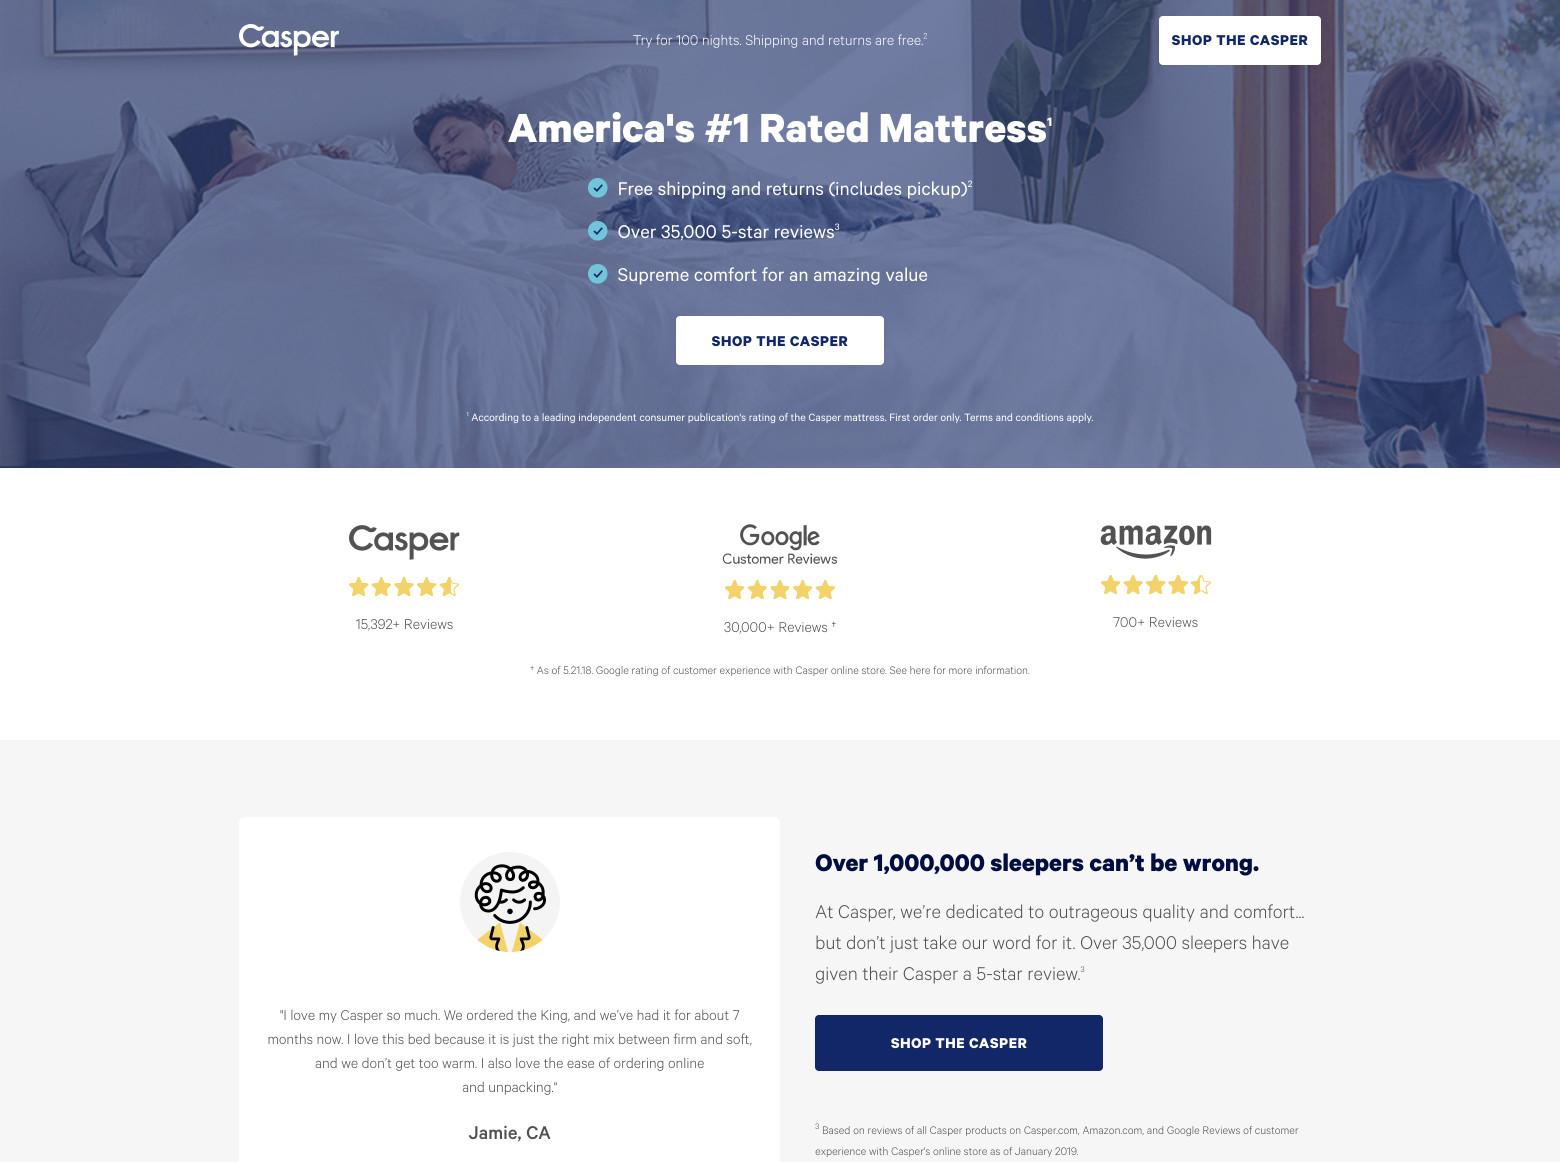 Casper
Try for 100 nights. Shipping and returns are free.2
SHOP THE CASPER
America's #1 Rated Mattress1
Free shipping and returns (includes pickup)2
Over 35,000 5-star reviews3
Supreme comfort for an amazing value
SHOP THE CASPER
1 According to a leading independent consumer publication's rating of the Casper mattress. First order only. Terms and conditions apply.
Casper
15,392+ Reviews
Google
Customer Reviews
30,000+ Reviews †
amazon
700+ Reviews
† As of 5.21.18. Google rating of customer experience with Casper online store. See here for more information.
"I love my Casper so much. We ordered the King, and we've had it for about 7
months now. I love this bed because it is just the right mix between firm and soft,
and we don't get too warm. I also love the ease of ordering online
and unpacking."
Jamie, CA
Over 1,000,000 sleepers can’t be wrong.
At Casper, we’re dedicated to outrageous quality and comfort...
but don’t just take our word for it. Over 35,000 sleepers have
given their Casper a 5-star review.3
SHOP THE CASPER
3 Based on reviews of all Casper products on Casper.com, Amazon.com, and Google Reviews of customer
experience with Casper's online store as of January 2019.